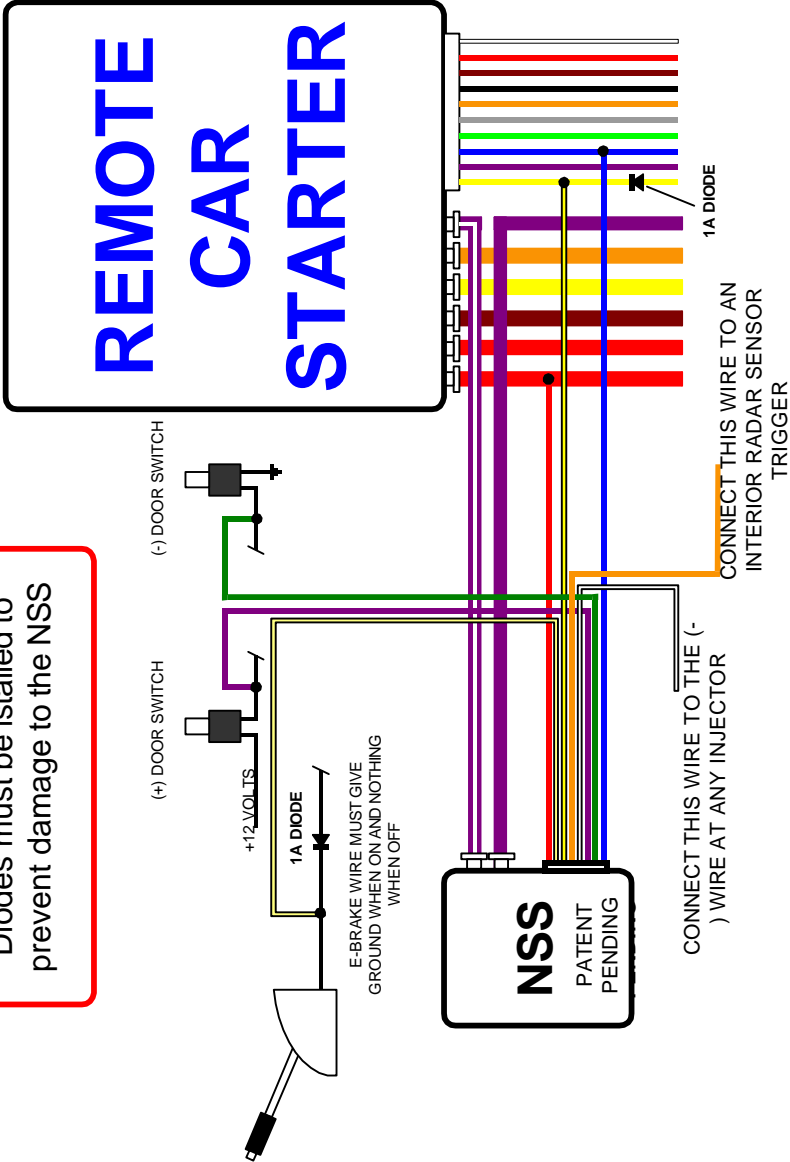 REMOTE
CAR
STARTER
1A DIODE
(-) DOOR SWITCH
(+) DOOR SWITCH
+12 VOLTS
1A DIODE
E-BRAKE WIRE MUST GIVE
GROUND WHEN ON AND NOTHING
WHEN OFF
Diodes must be istalled to
prevent damage to the NSS
NSS
PATENT
PENDING
CONNECT THIS WIRE TO AN
INTERIOR RADAR SENSOR
TRIGGER
CONNECT THIS WIRE TO THE (-
) WIRE AT ANY INJECTOR